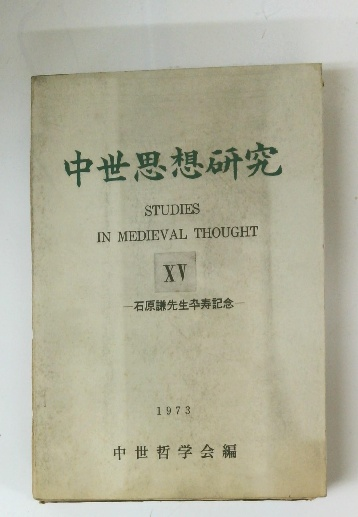 中世思想研究
STUDIES
IN MEDIEVAL THOUGHT
XV
—石原謙先生卆寿記念—
1973
中世哲学会編